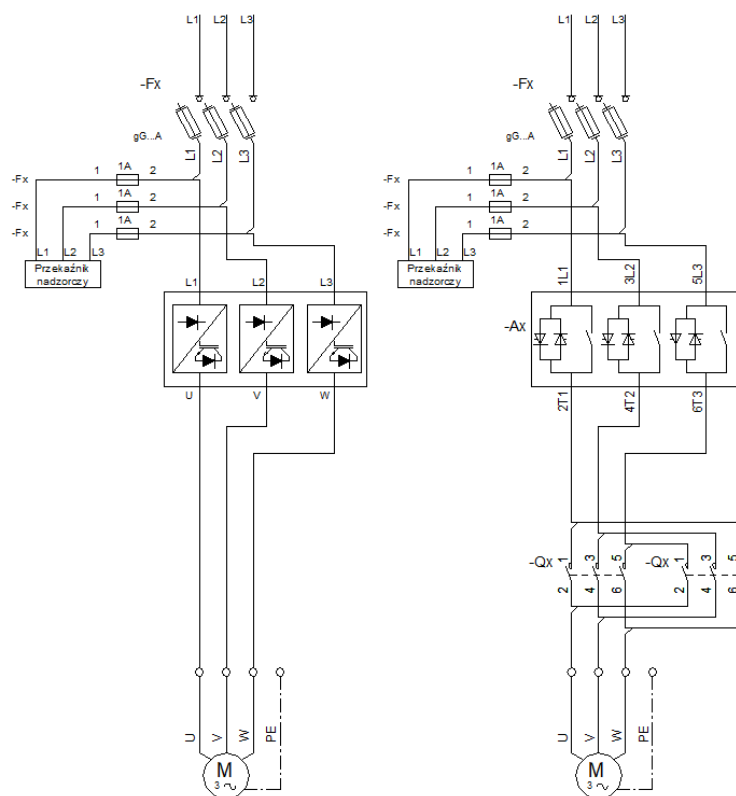 L1 L2 L3
-Fx
gG...A
L1 L2 L3
-Fx 1 1A 2
-Fx 1 1A 2
-Fx 1 1A 2
L1 L2 L3
Przekaźnik
nadzorczy
L1 L2 L3
U V W
U V W PE
M
3
L1 L2 L3
-Fx
gG...A
L1 L2 L3
-Fx 1 1A 2
-Fx 1 1A 2
-Fx 1 1A 2
L1 L2 L3
Przekaźnik
nadzorczy
1L1 3L2 5L3
-Ax
2T1 4T2 6T3
-Qx 1 3 5 -Qx 1 3 5
2 4 6 2 4 6
U V W PE
M
3